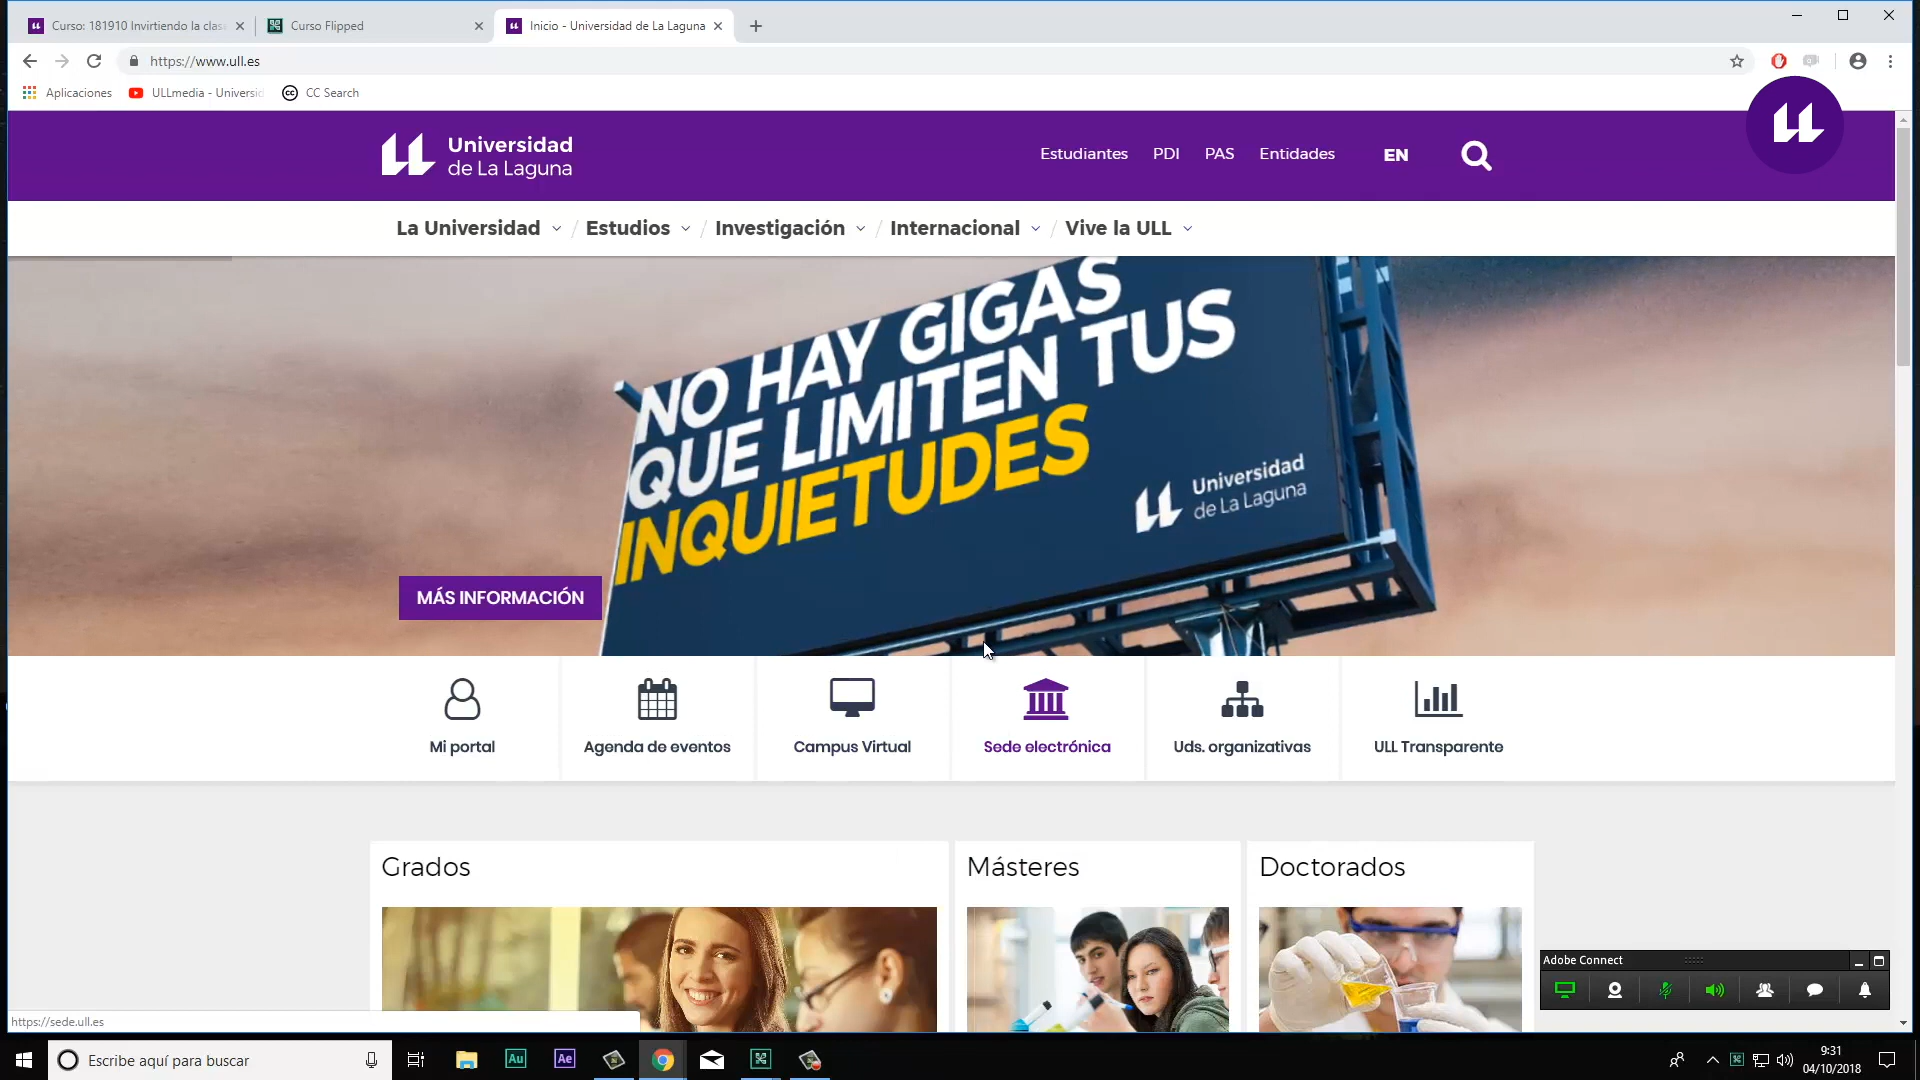 Curso: 181910 Invirtiendo la clas
Curso Flipped
Inicio - Universidad de La Laguna
https://www.ull.es
Aplicaciones
ULLmedia - Universid
CC Search
Universidad
de La Laguna
Estudiantes
PDI
PAS
Entidades
EN
La Universidad / Estudios / Investigación / Internacional / Vive la ULL
NO HAY GIGAS
QUE LIMITEN TUS
INQUIETUDES
Universidad
de La Laguna
MÁS INFORMACIÓN
Mi portal
Agenda de eventos
Campus Virtual
Sede electrónica
Uds. organizativas
ULL Transparente
Grados
Másteres
Doctorados
Adobe Connect
https://sede.ull.es
Escribe aquí para buscar
Au
Ae
9:31
04/10/2018